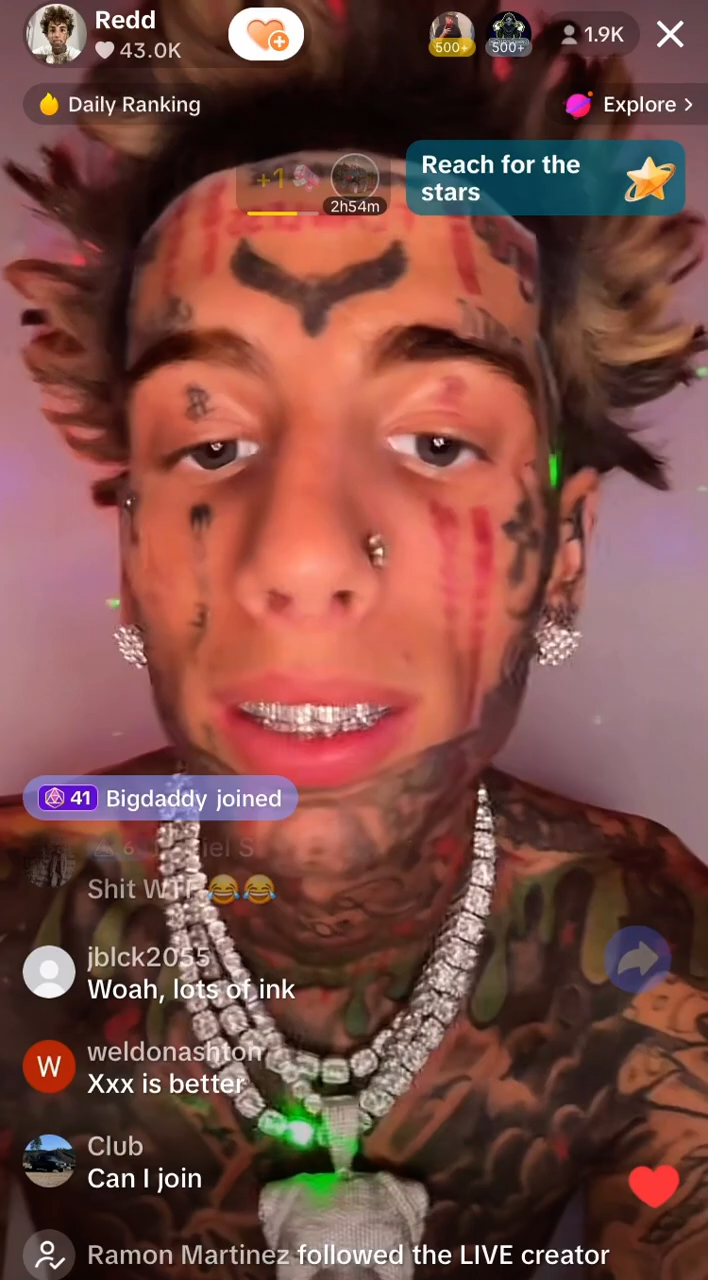 Redd
43.0K
500+
500+
1.9K
Daily Ranking
Explore
+1
2h54m
Reach for the
stars
41 Bigdaddy joined
Shit WTF 😂😂
jblck2055
Woah, lots of ink
weldonashton
Xxx is better
W
Club
Can I join
Ramon Martinez followed the LIVE creator